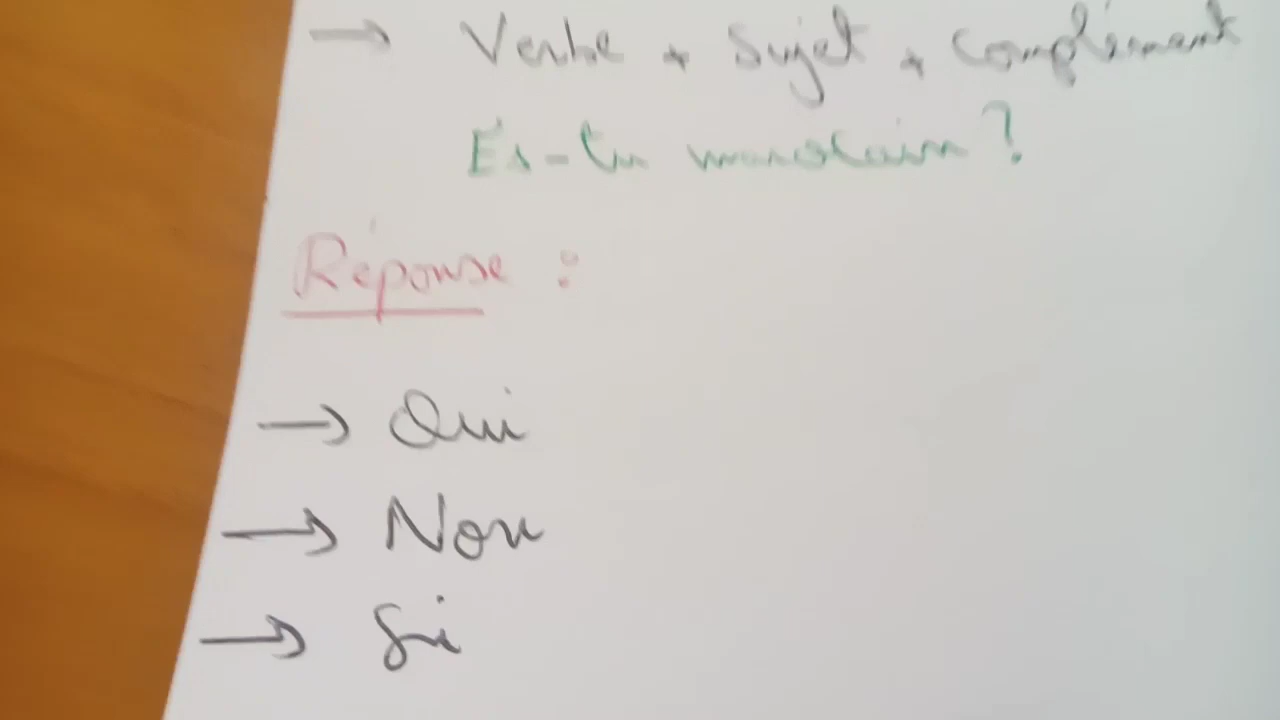 → Verbe + Sujet + Complément
Es-tu marocain ?
Réponse :
→ Oui
→ Non
→ Si